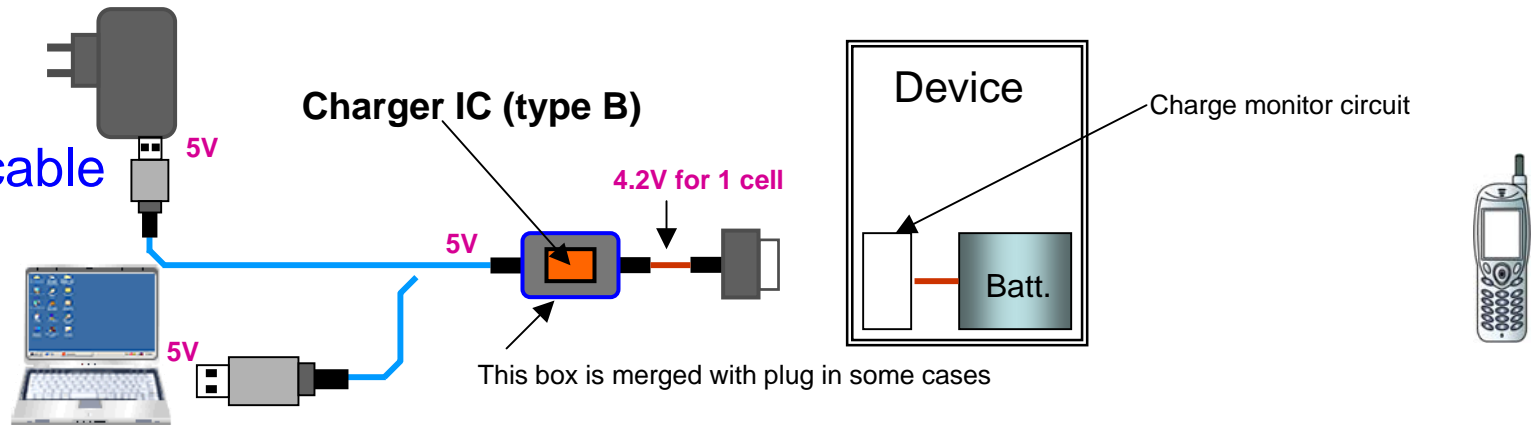 Charger IC (type B)
Device
Charge monitor circuit
5V
cable
4.2V for 1 cell
5V
Batt.
5V
This box is merged with plug in some cases